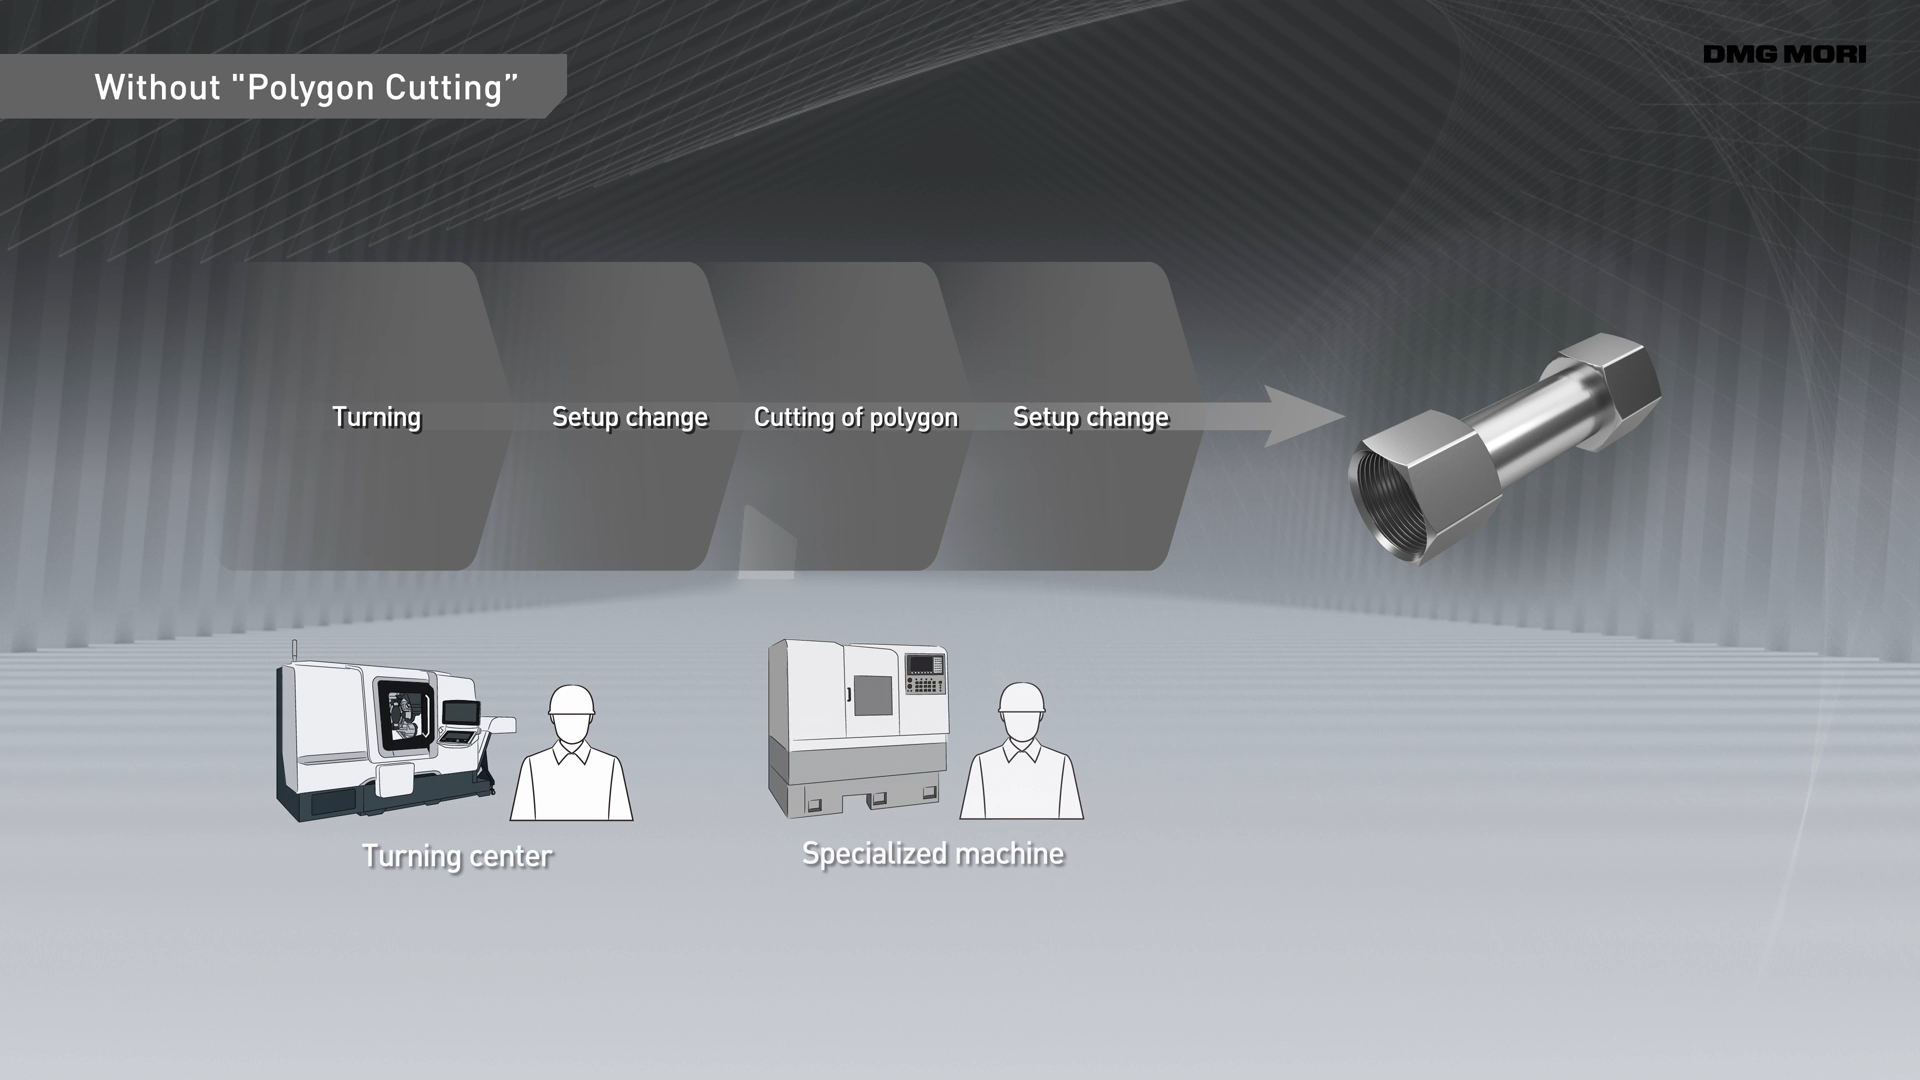 Without "Polygon Cutting”
DMG MORI
Turning
Setup change
Cutting of polygon
Setup change
Turning center
Specialized machine